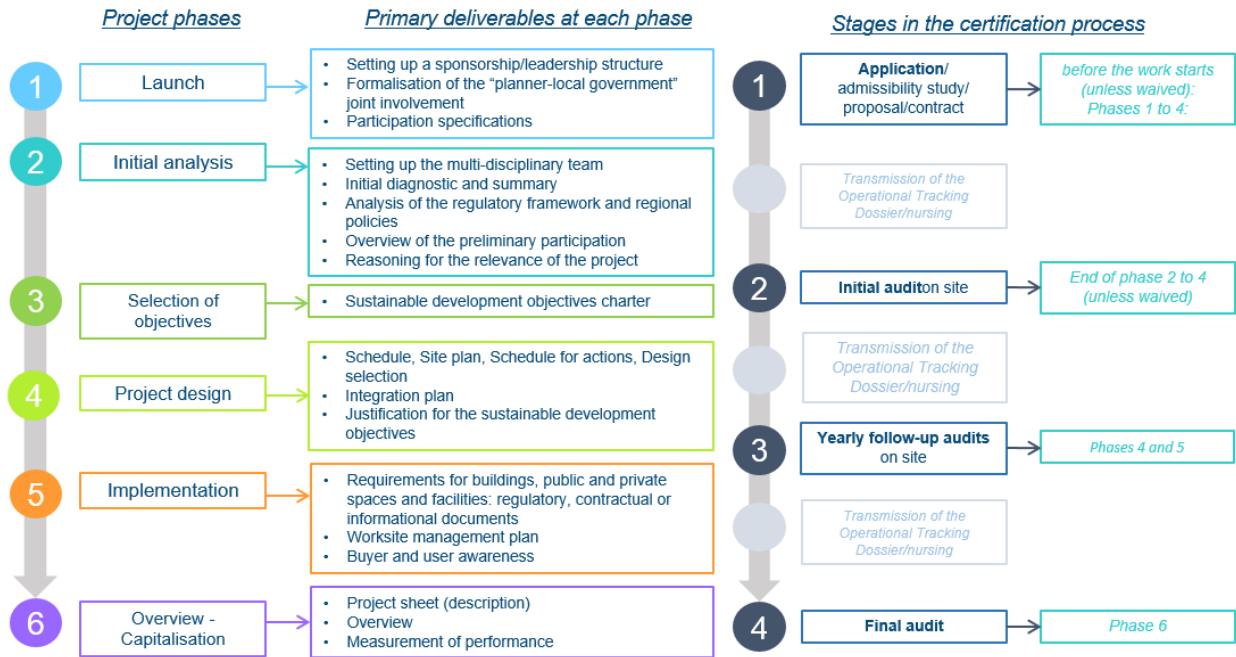 Project phases
Primary deliverables at each phase
1
Launch
• Setting up a sponsorship/leadership structure
• Formalisation of the “planner-local government”
joint involvement
• Participation specifications
2
Initial analysis
• Setting up the multi-disciplinary team
• Initial diagnostic and summary
• Analysis of the regulatory framework and regional
policies
• Overview of the preliminary participation
• Reasoning for the relevance of the project
3
Selection of
objectives
• Sustainable development objectives charter
4
Project design
• Schedule, Site plan, Schedule for actions, Design
selection
• Integration plan
• Justification for the sustainable development
objectives
5
Implementation
• Requirements for buildings, public and private
spaces and facilities: regulatory, contractual or
informational documents
• Worksite management plan
• Buyer and user awareness
6
Overview -
Capitalisation
• Project sheet (description)
• Overview
• Measurement of performance
Stages in the certification process
1
Application/
admissibility study/
proposal/contract
before the work starts
(unless waived):
Phases 1 to 4:
Transmission of the
Operational Tracking
Dossier/nursing
2
Initial auditon site
End of phase 2 to 4
(unless waived)
Transmission of the
Operational Tracking
Dossier/nursing
3
Yearly follow-up audits
on site
Phases 4 and 5
Transmission of the
Operational Tracking
Dossier/nursing
4
Final audit
Phase 6